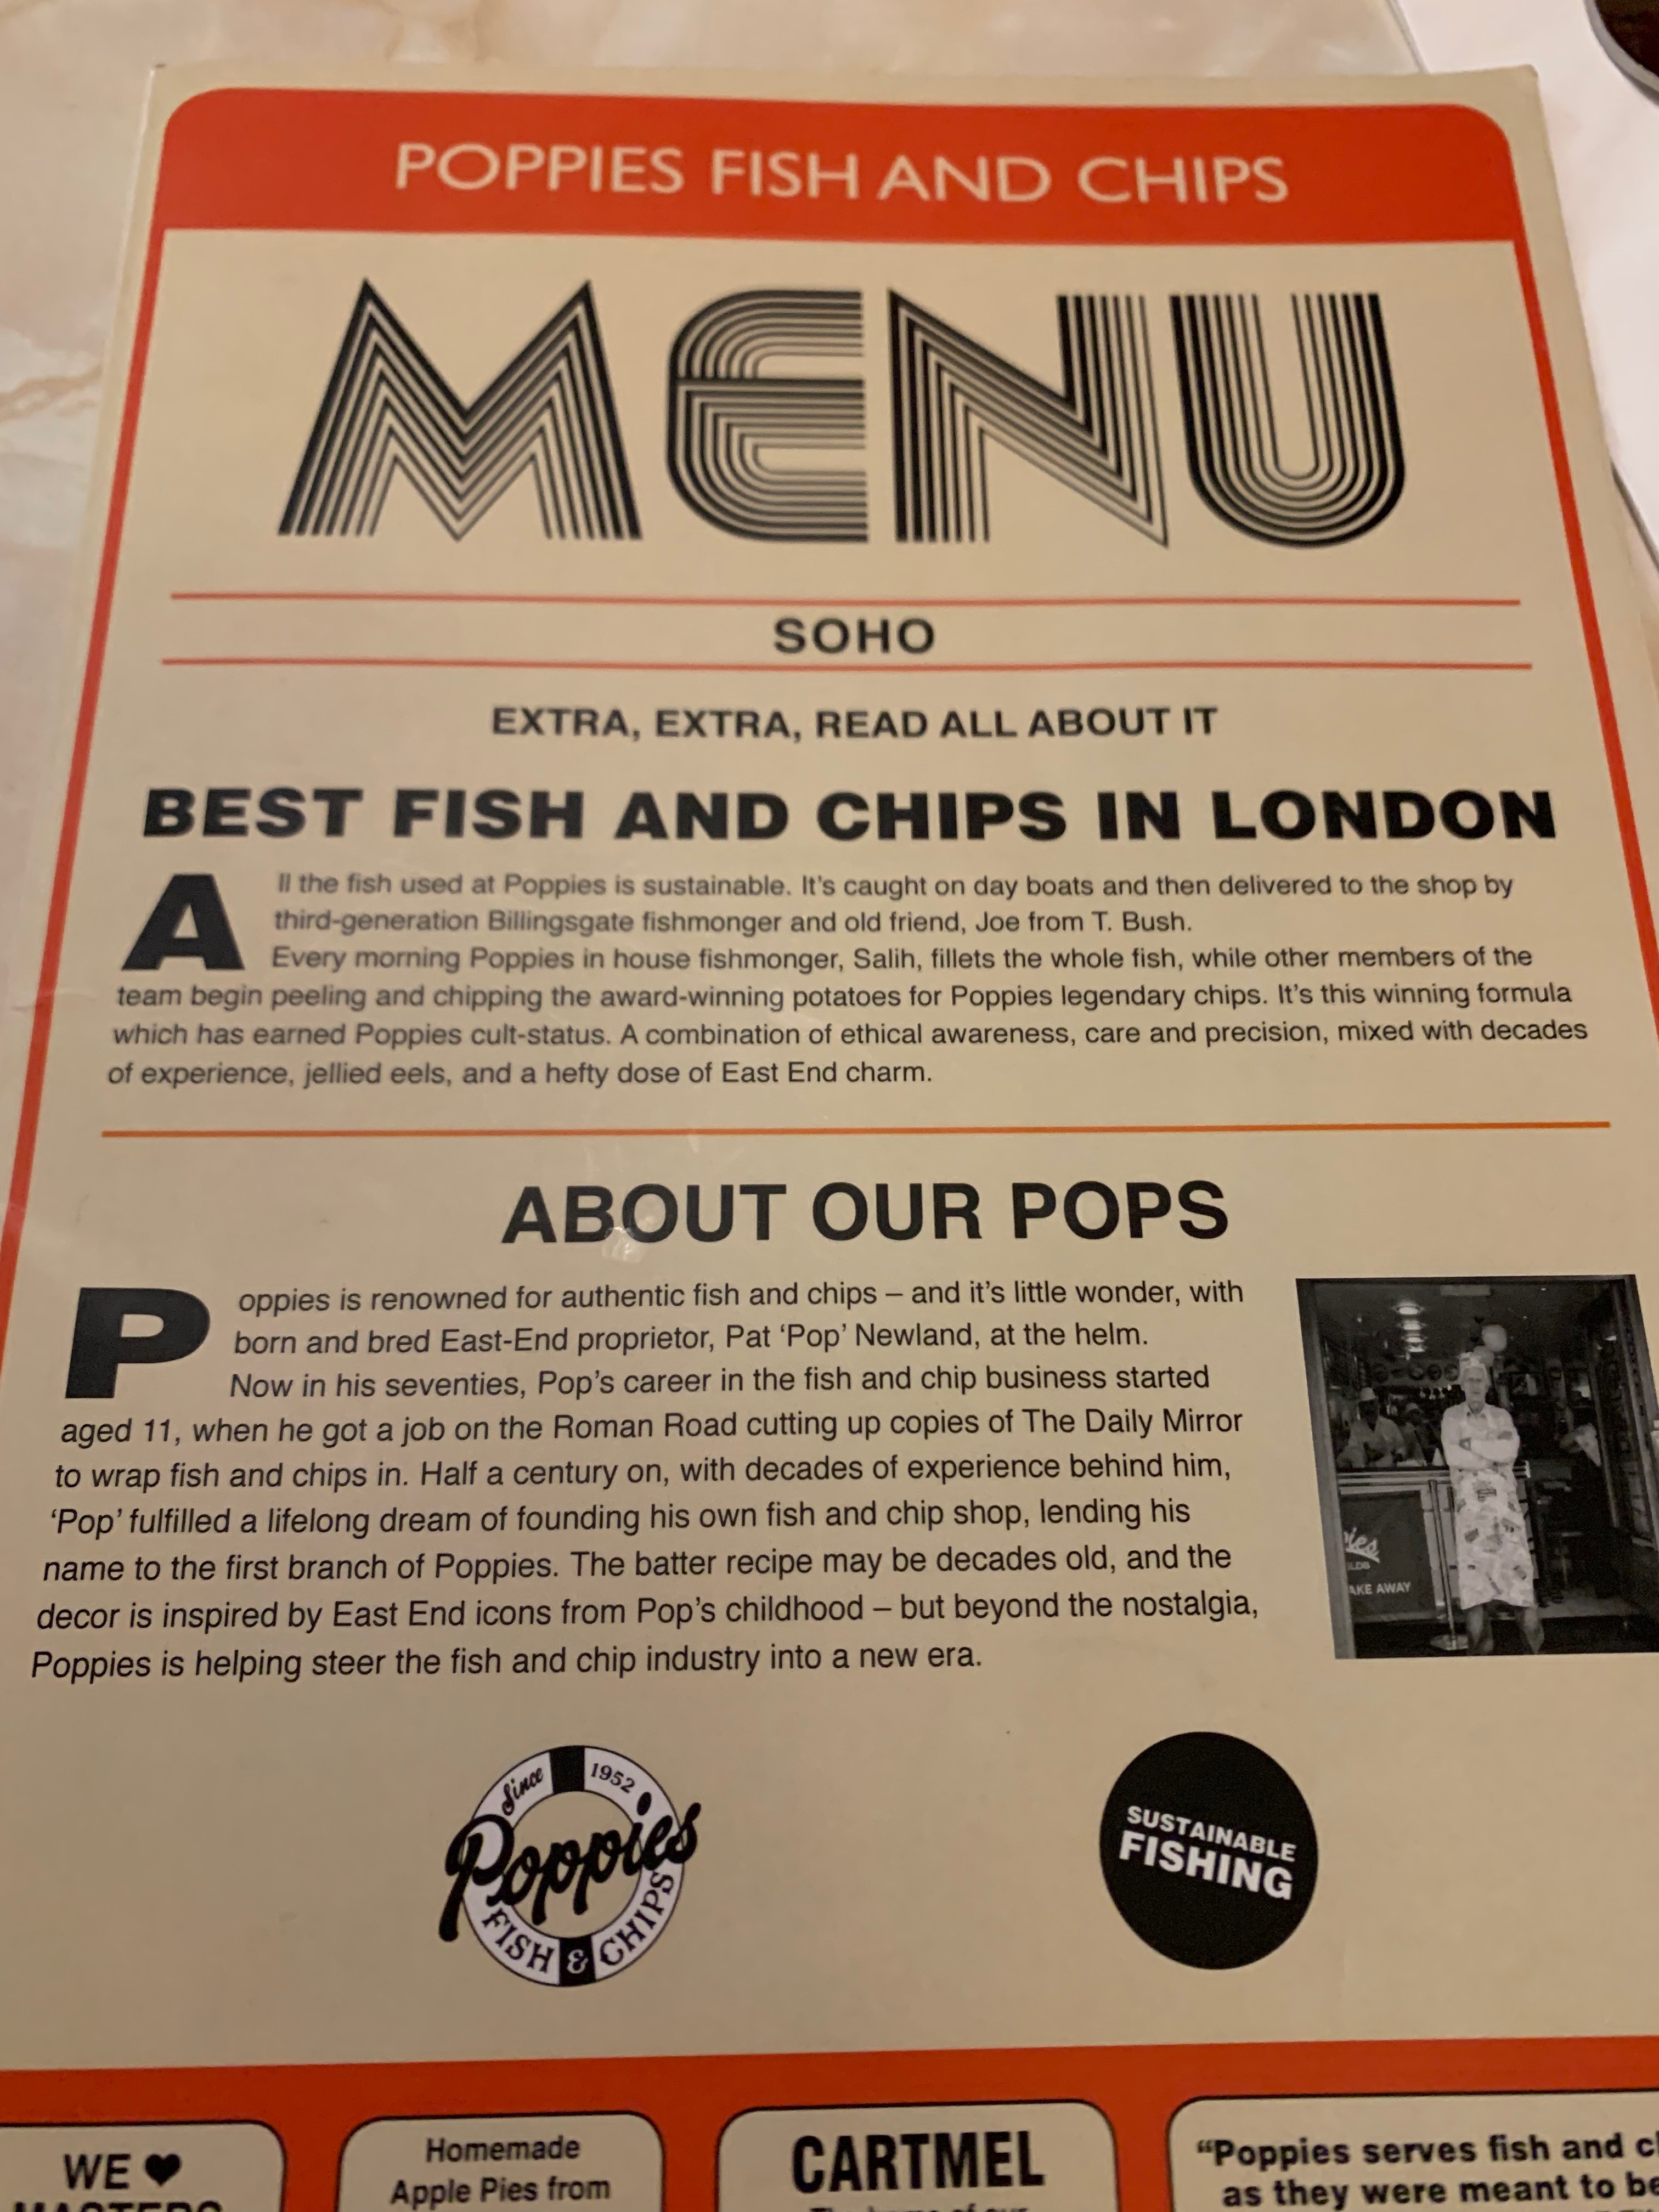 POPPIES FISH AND CHIPS
MENU
SOHO
EXTRA, EXTRA, READ ALL ABOUT IT
BEST FISH AND CHIPS IN LONDON
All the fish used at Poppies is sustainable. It's caught on day boats and then delivered to the shop by
third-generation Billingsgate fishmonger and old friend, Joe from T. Bush.
Every morning Poppies in house fishmonger, Salih, fillets the whole fish, while other members of the
team begin peeling and chipping the award-winning potatoes for Poppies legendary chips. It's this winning formula
which has earned Poppies cult-status. A combination of ethical awareness, care and precision, mixed with decades
of experience, jellied eels, and a hefty dose of East End charm.
ABOUT OUR POPS
Poppies is renowned for authentic fish and chips – and it's little wonder, with
born and bred East-End proprietor, Pat 'Pop' Newland, at the helm.
Now in his seventies, Pop's career in the fish and chip business started
aged 11, when he got a job on the Roman Road cutting up copies of The Daily Mirror
to wrap fish and chips in. Half a century on, with decades of experience behind him,
'Pop' fulfilled a lifelong dream of founding his own fish and chip shop, lending his
name to the first branch of Poppies. The batter recipe may be decades old, and the
decor is inspired by East End icons from Pop's childhood – but beyond the nostalgia,
Poppies is helping steer the fish and chip industry into a new era.
AKE AWAY
Since 1952
Poppies
FISH & CHIPS
SUSTAINABLE
FISHING
WE ♥
Homemade
Apple Pies from
CARTMEL
"Poppies serves fish and
as they were meant to be